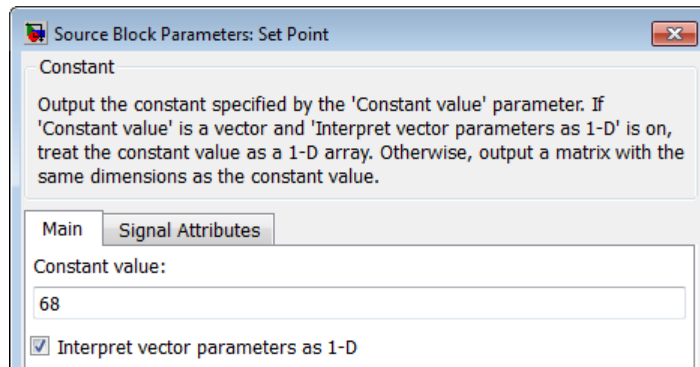 Source Block Parameters: Set Point
Constant
Output the constant specified by the 'Constant value' parameter. If
'Constant value' is a vector and 'Interpret vector parameters as 1-D' is on,
treat the constant value as a 1-D array. Otherwise, output a matrix with the
same dimensions as the constant value.
Main Signal Attributes
Constant value:
68
Interpret vector parameters as 1-D